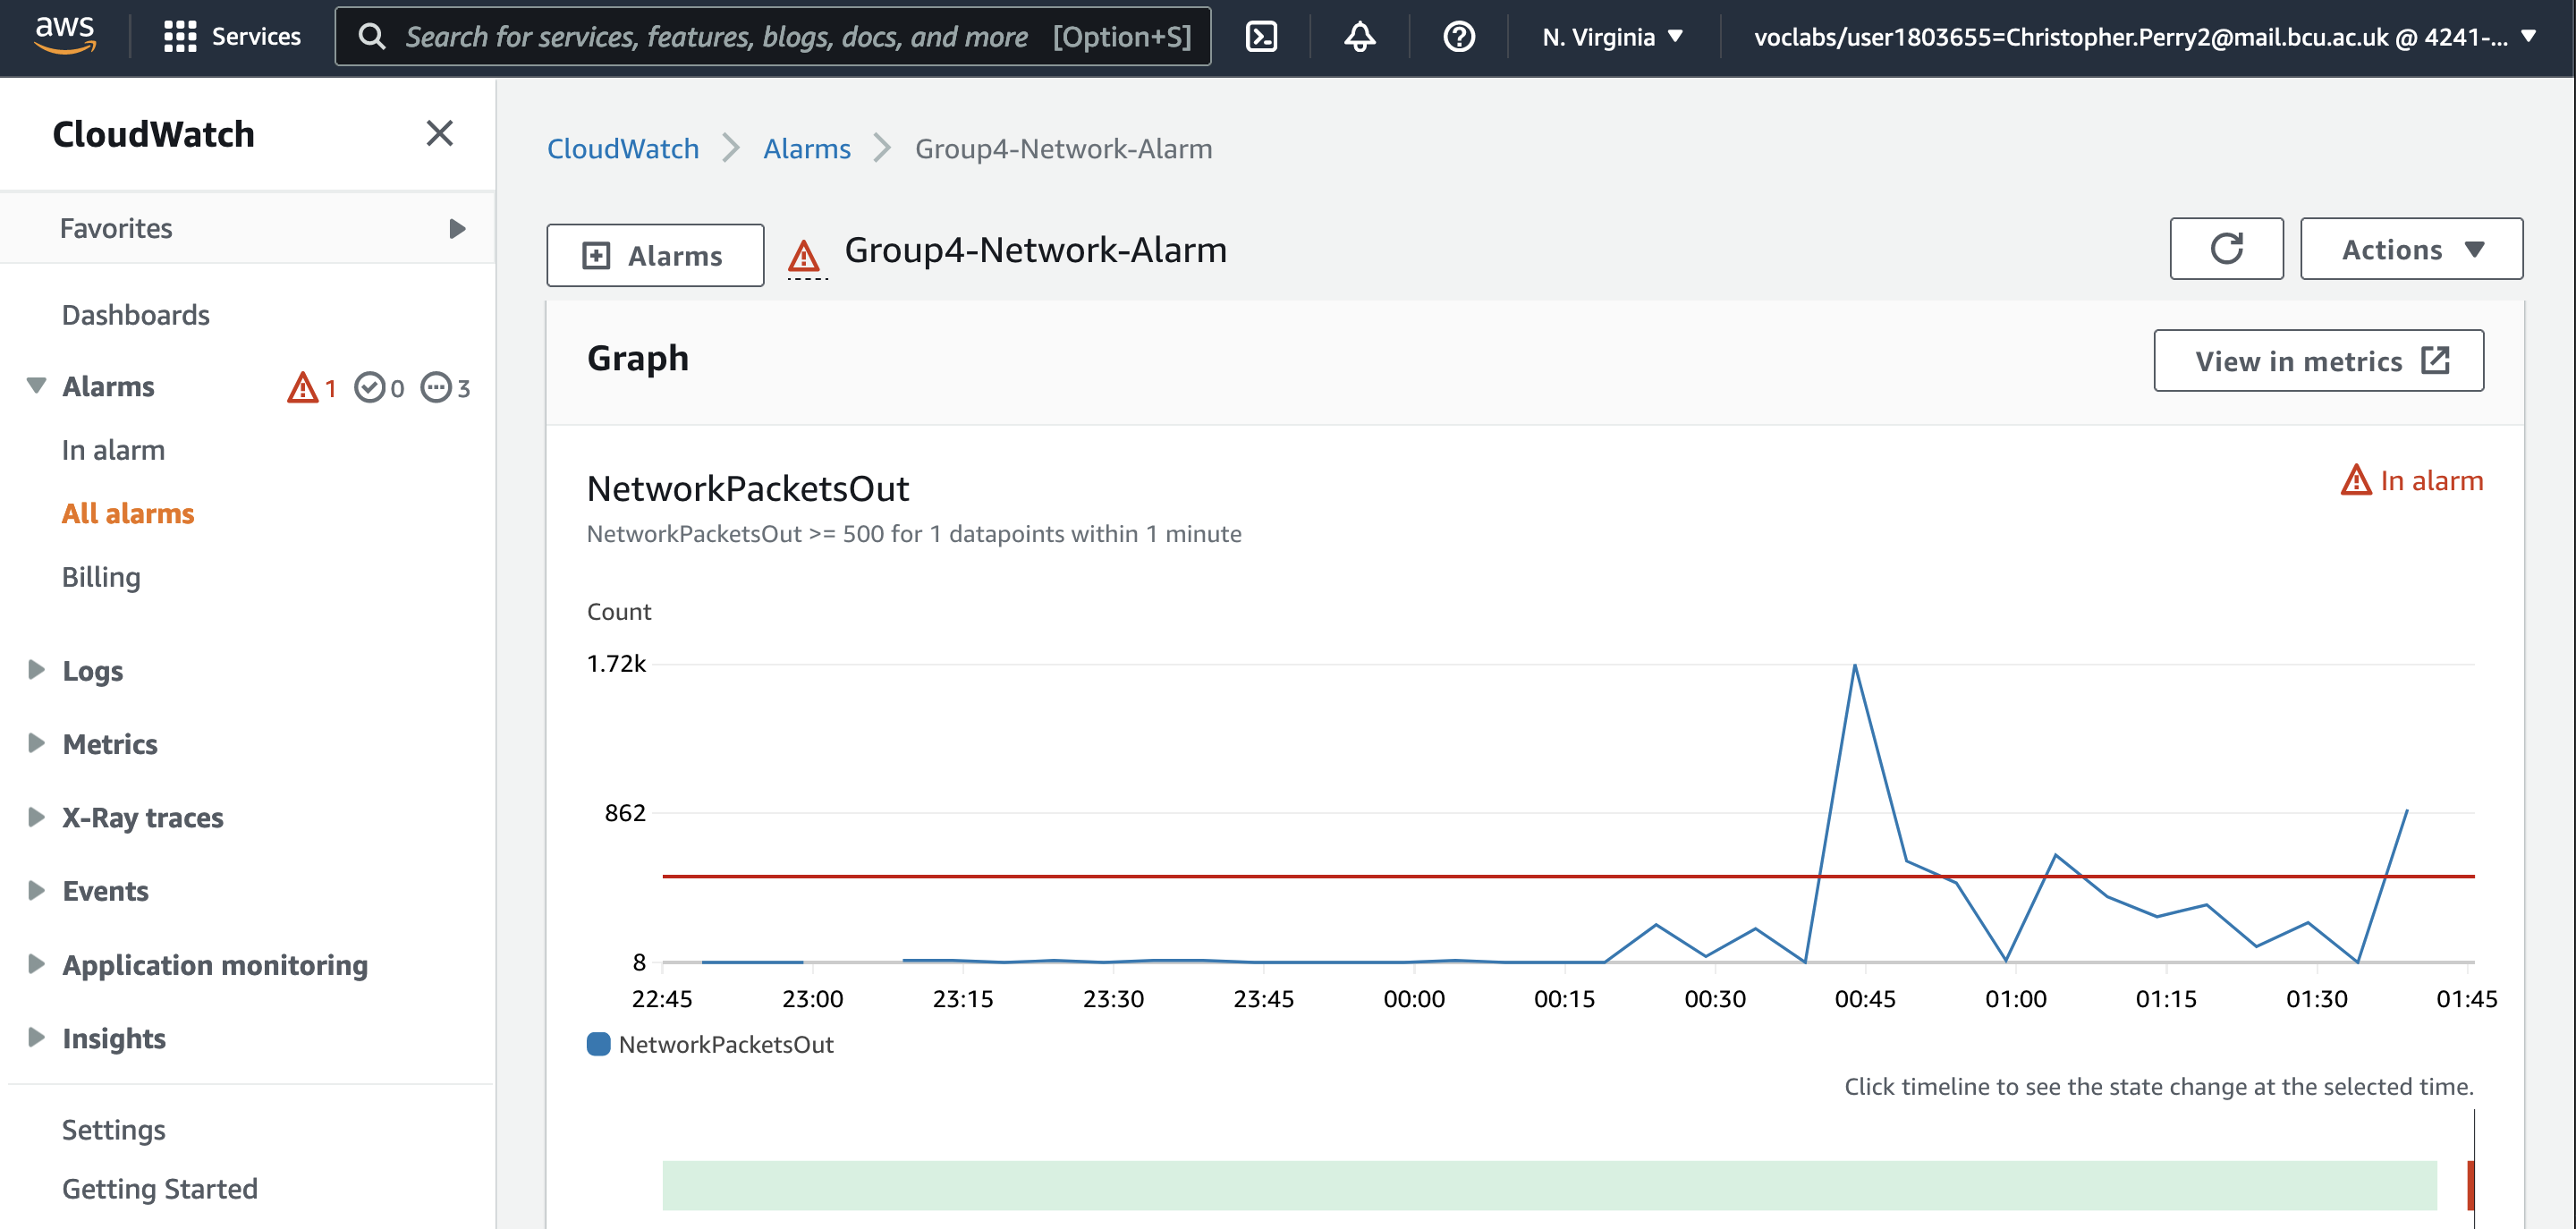 aws
Services
Search for services, features, blogs, docs, and more [Option+S]
N. Virginia
voclabs/user1803655=Christopher.Perry2@mail.bcu.ac.uk @ 4241-...
CloudWatch
Favorites
Dashboards
Alarms 1 0 3
In alarm
All alarms
Billing
Logs
Metrics
X-Ray traces
Events
Application monitoring
Insights
Settings
Getting Started
CloudWatch
Alarms
Group4-Network-Alarm
Alarms
Group4-Network-Alarm
Actions
Graph
View in metrics
NetworkPacketsOut
In alarm
NetworkPacketsOut >= 500 for 1 datapoints within 1 minute
Count
1.72k
862
8
22:45 23:00 23:15 23:30 23:45 00:00 00:15 00:30 00:45 01:00 01:15 01:30 01:45
NetworkPacketsOut
Click timeline to see the state change at the selected time.